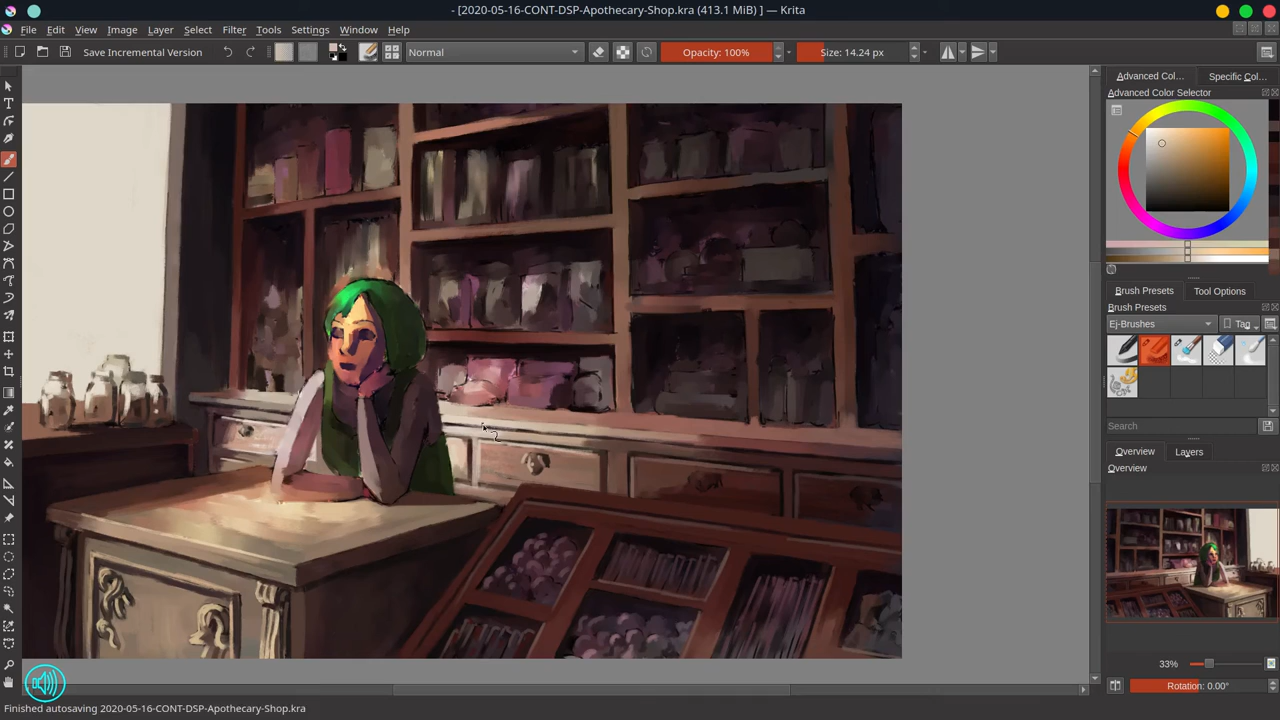 - [2020-05-16-CONT-DSP-Apothecary-Shop.kra (413.1 MiB) ] — Krita
File Edit View Image Layer Select Filter Tools Settings Window Help
Save Incremental Version Normal Opacity: 100% Size: 14.24 px
Advanced Col... Specific Col...
Advanced Color Selector
Brush Presets Tool Options
Brush Presets
Ej-Brushes Tag
Search
Overview Layers
Overview
33%
Rotation: 0.00°
Finished autosaving 2020-05-16-CONT-DSP-Apothecary-Shop.kra